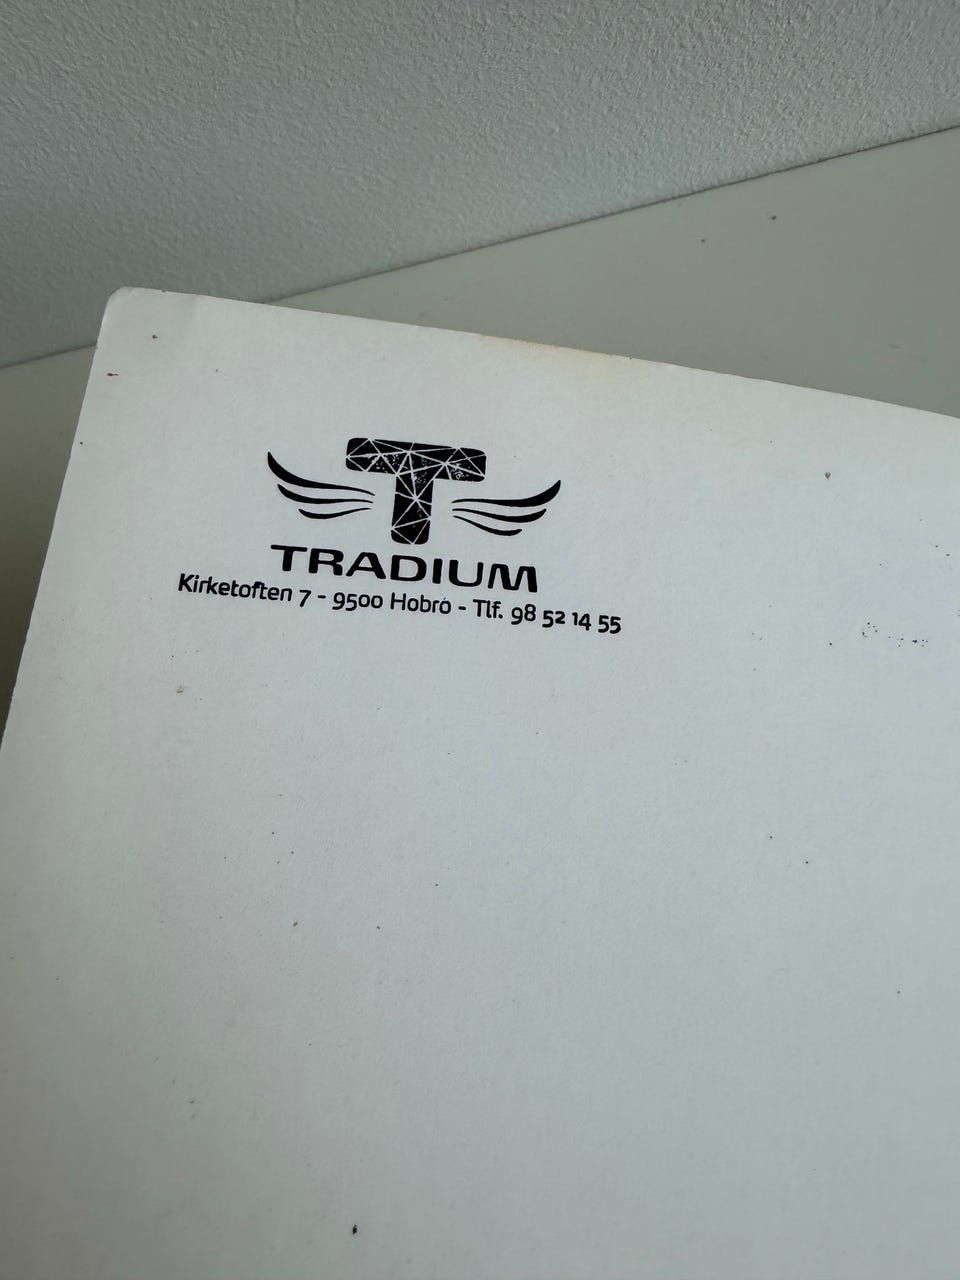 T
TRADIUM
Kirketoften 7 - 9500 Hobro - Tlf. 98 52 14 55